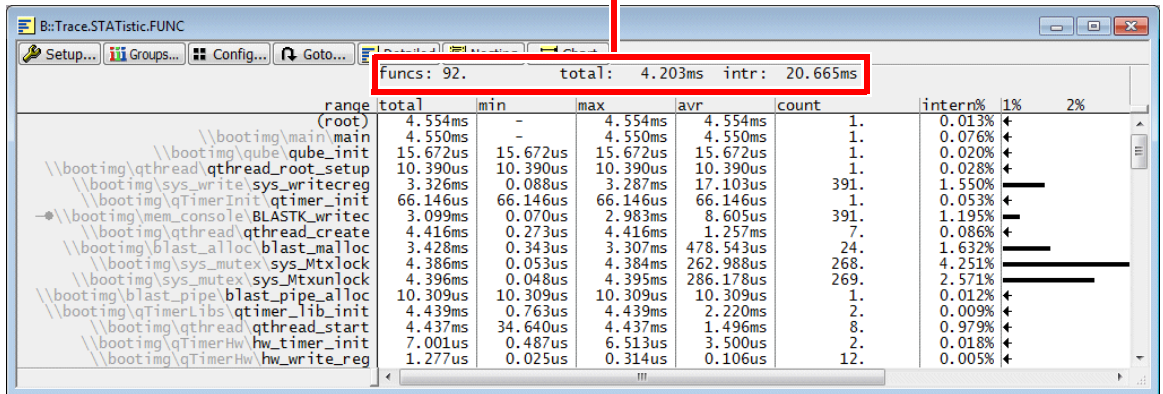 B::Trace.STATistic.FUNC
Setup... Groups... Config... Goto... Detailed Nesting Chart
funcs: 92. total: 4.203ms intr: 20.665ms
range total min max avr count intern% 1% 2%
(root) 4.554ms - 4.554ms 4.554ms 1. 0.013%
\\bootimg\main\main 4.550ms - 4.550ms 4.550ms 1. 0.076%
\\bootimg\qube\qube_init 15.672us 15.672us 15.672us 15.672us 1. 0.020%
\\bootimg\qthread\qthread_root_setup 10.390us 10.390us 10.390us 10.390us 1. 0.028%
\\bootimg\sys_write\sys_writecreg 3.326ms 0.088us 3.287ms 17.103us 391. 1.550%
\\bootimg\qTimerInit\qtimer_init 66.146us 66.146us 66.146us 66.146us 1. 0.053%
\\bootimg\mem_console\BLASTK_writec 3.099ms 0.070us 2.983ms 8.605us 391. 1.195%
\\bootimg\qthread\qthread_create 4.416ms 0.273us 4.416ms 1.257ms 7. 0.086%
\\bootimg\blast_alloc\blast_malloc 3.428ms 0.343us 3.307ms 478.543us 24. 1.632%
\\bootimg\sys_mutex\sys_Mtxlock 4.386ms 0.053us 4.384ms 262.988us 268. 4.251%
\\bootimg\sys_mutex\sys_Mtxunlock 4.396ms 0.048us 4.395ms 286.178us 269. 2.571%
\\bootimg\blast_pipe\blast_pipe_alloc 10.309us 10.309us 10.309us 10.309us 1. 0.012%
\\bootimg\qTimerLibs\qtimer_lib_init 4.439ms 0.763us 4.439ms 2.220ms 2. 0.009%
\\bootimg\qthread\qthread_start 4.437ms 34.640us 4.437ms 1.496ms 8. 0.979%
\\bootimg\qTimerHw\hw_timer_init 7.001us 0.487us 6.513us 3.500us 2. 0.018%
\\bootimg\qTimerHw\hw_write_reg 1.277us 0.025us 0.314us 0.106us 12. 0.005%